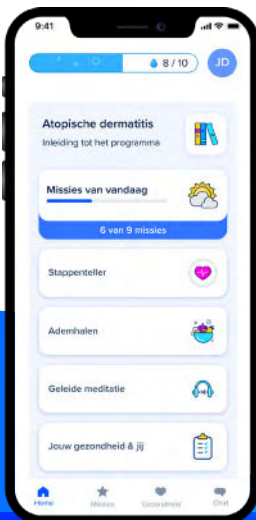 9:41
8 / 10
JD
Atopische dermatitis
Inleiding tot het programma
Missies van vandaag
6 van 9 missies
Stappenteller
Ademhalen
Geleide meditatie
Jouw gezondheid & jij
Home
Missies
Gezondheid
Chat